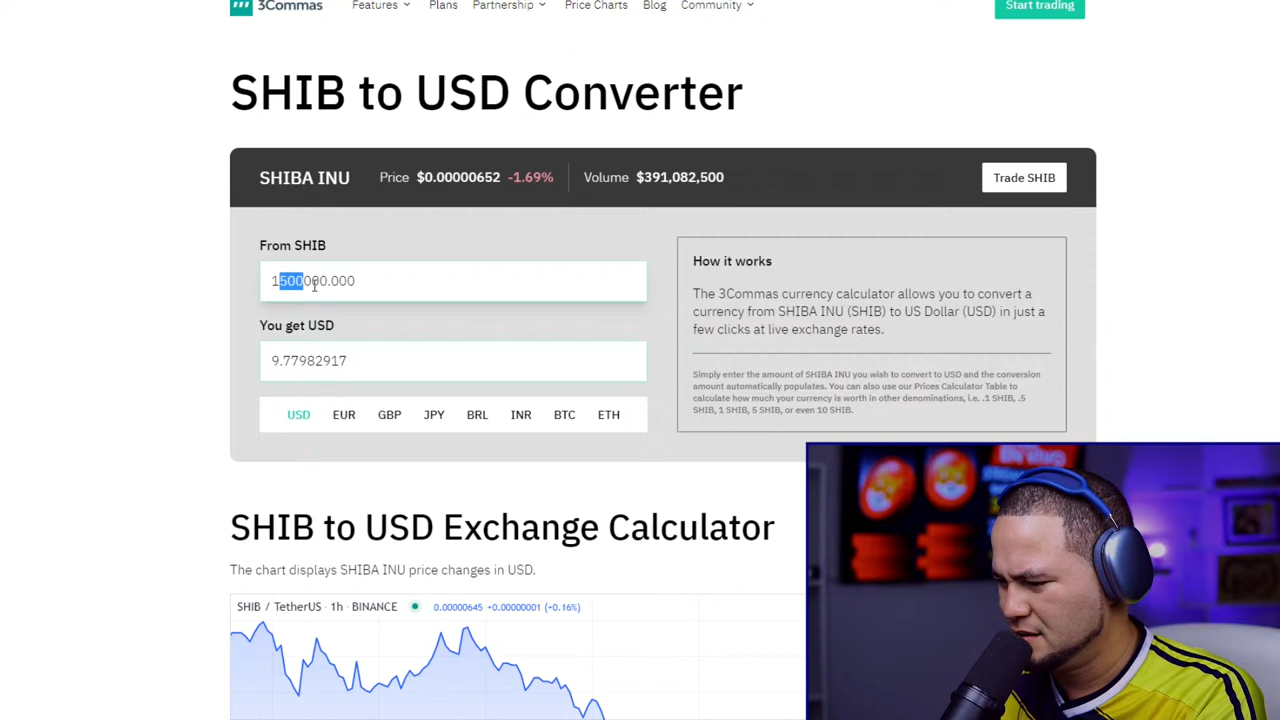 3Commas
Features
Plans
Partnership
Price Charts
Blog
Community
Start trading
SHIB to USD Converter
SHIBA INU
Price $0.00000652 -1.69%
Volume $391,082,500
Trade SHIB
From SHIB
1500000.000
You get USD
9.77982917
USD EUR GBP JPY BRL INR BTC ETH
How it works
The 3Commas currency calculator allows you to convert a
currency from SHIBA INU (SHIB) to US Dollar (USD) in just a
few clicks at live exchange rates.
Simply enter the amount of SHIBA INU you wish to convert to USD and the conversion
amount automatically populates. You can also use our Prices Calculator Table to
calculate how much your currency is worth in other denominations, i.e. .1 SHIB, .5
SHIB, 1 SHIB, 5 SHIB, or even 10 SHIB.
SHIB to USD Exchange Calculator
The chart displays SHIBA INU price changes in USD.
SHIB / TetherUS · 1h · BINANCE
0.00000645 +0.00000001 (+0.16%)
EN VIVO